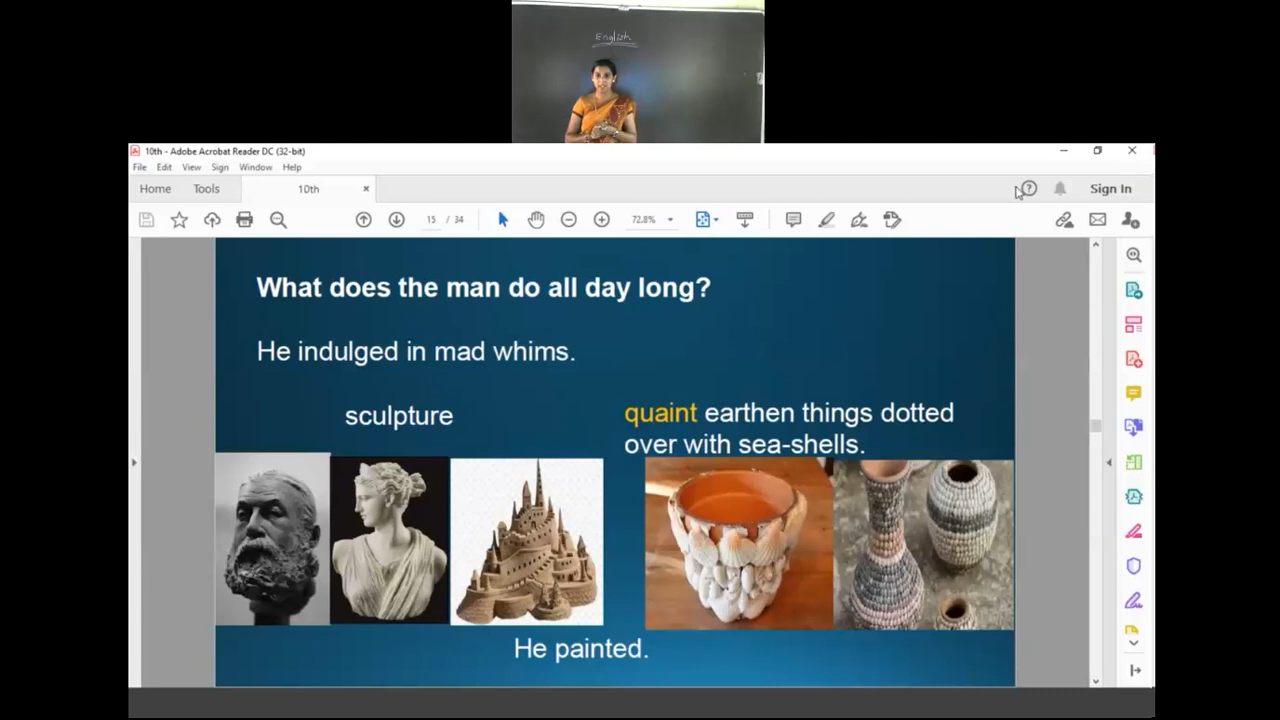 English
10th - Adobe Acrobat Reader DC (32-bit)
File Edit View Sign Window Help
Home Tools 10th Sign In
15 / 34 72.8%
What does the man do all day long?
He indulged in mad whims.
sculpture
quaint earthen things dotted
over with sea-shells.
He painted.